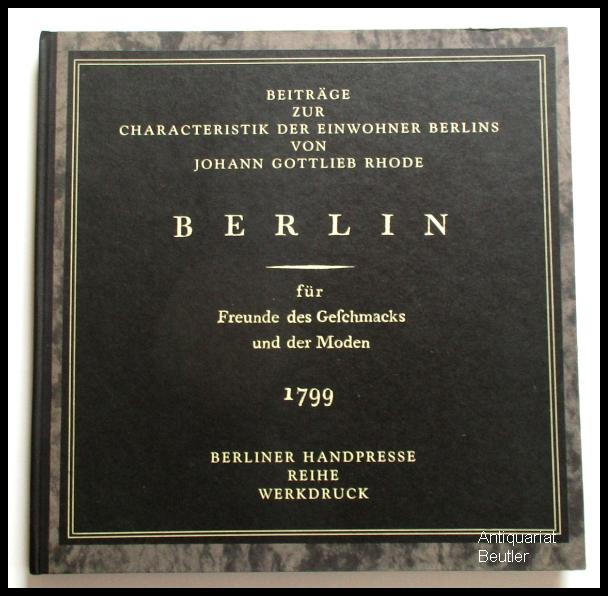 BEITRÄGE
ZUR
CHARACTERISTIK DER EINWOHNER BERLINS
VON
JOHANN GOTTLIEB RHODE
BERLIN
für
Freunde des Geſchmacks
und der Moden
1799
BERLINER HANDPRESSE
REIHE
WERKDRUCK
Antiquariat
Beutler